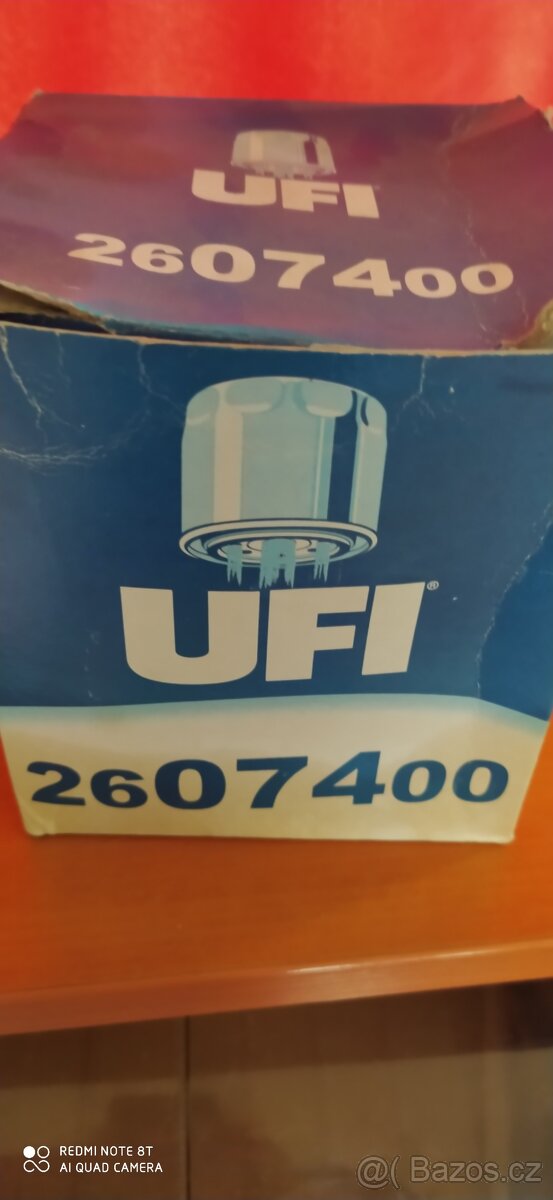 UFI
2607400
UFI®
2607400
REDMI NOTE 8T
AI QUAD CAMERA
@( Bazos.cz